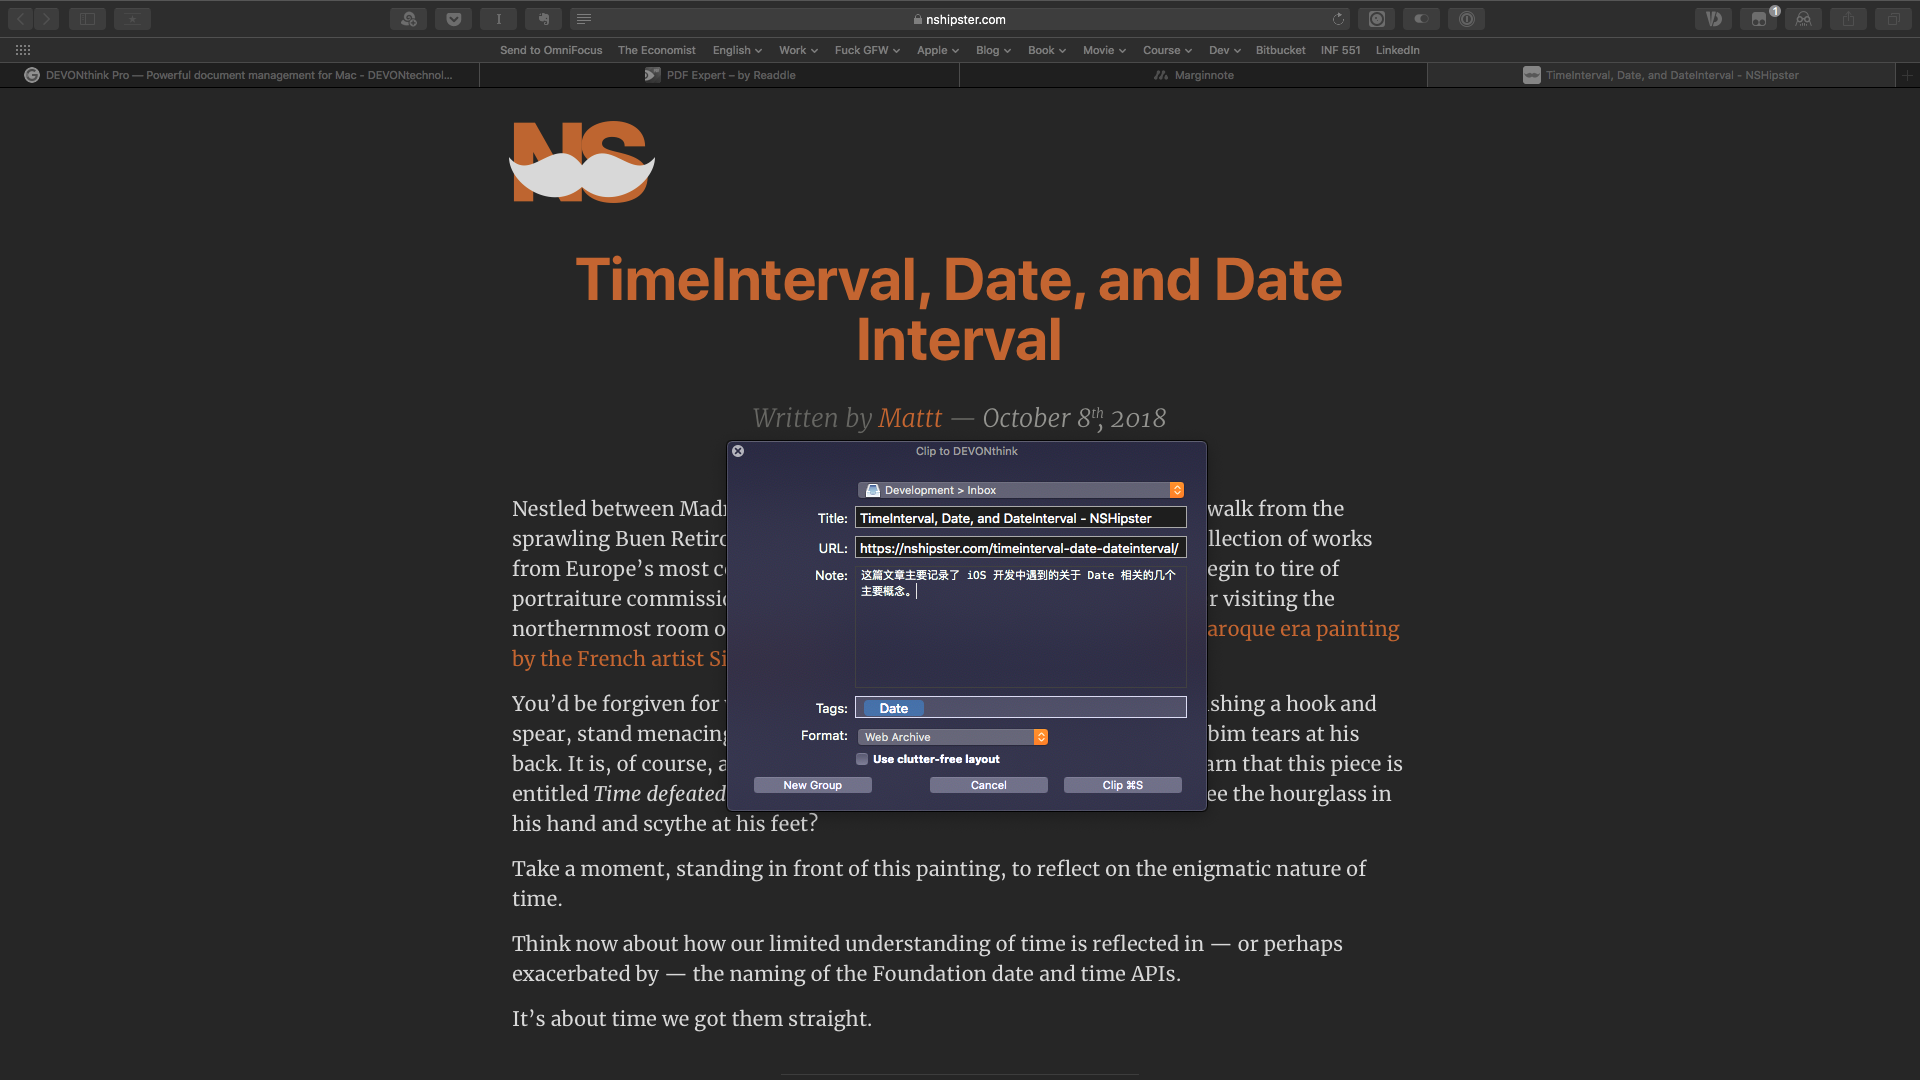 nshipster.com
1
Send to OmniFocus The Economist English Work Fuck GFW Apple Blog Book Movie Course Dev Bitbucket INF 551 LinkedIn
DEVONthink Pro — Powerful document management for Mac - DEVONtechnol...
PDF Expert – by Readdle
Marginnote
TimeInterval, Date, and DateInterval - NSHipster
NS
TimeInterval, Date, and Date
Interval
Written by Mattt — October 8th, 2018
Clip to DEVONthink
Development > Inbox
Title: TimeInterval, Date, and DateInterval - NSHipster
URL: https://nshipster.com/timeinterval-date-dateinterval/
Note: 这篇文章主要记录了 iOS 开发中遇到的关于 Date 相关的几个
主要概念。
Tags: Date
Format: Web Archive
Use clutter-free layout
New Group Cancel Clip ⌘S
Nestled between Madr walk from the
sprawling Buen Retiro llection of works
from Europe’s most c egin to tire of
portraiture commissio r visiting the
northernmost room o aroque era painting
by the French artist Si
You’d be forgiven for shing a hook and
spear, stand menacing bim tears at his
back. It is, of course, a arn that this piece is
entitled Time defeated ee the hourglass in
his hand and scythe at his feet?
Take a moment, standing in front of this painting, to reflect on the enigmatic nature of
time.
Think now about how our limited understanding of time is reflected in — or perhaps
exacerbated by — the naming of the Foundation date and time APIs.
It’s about time we got them straight.